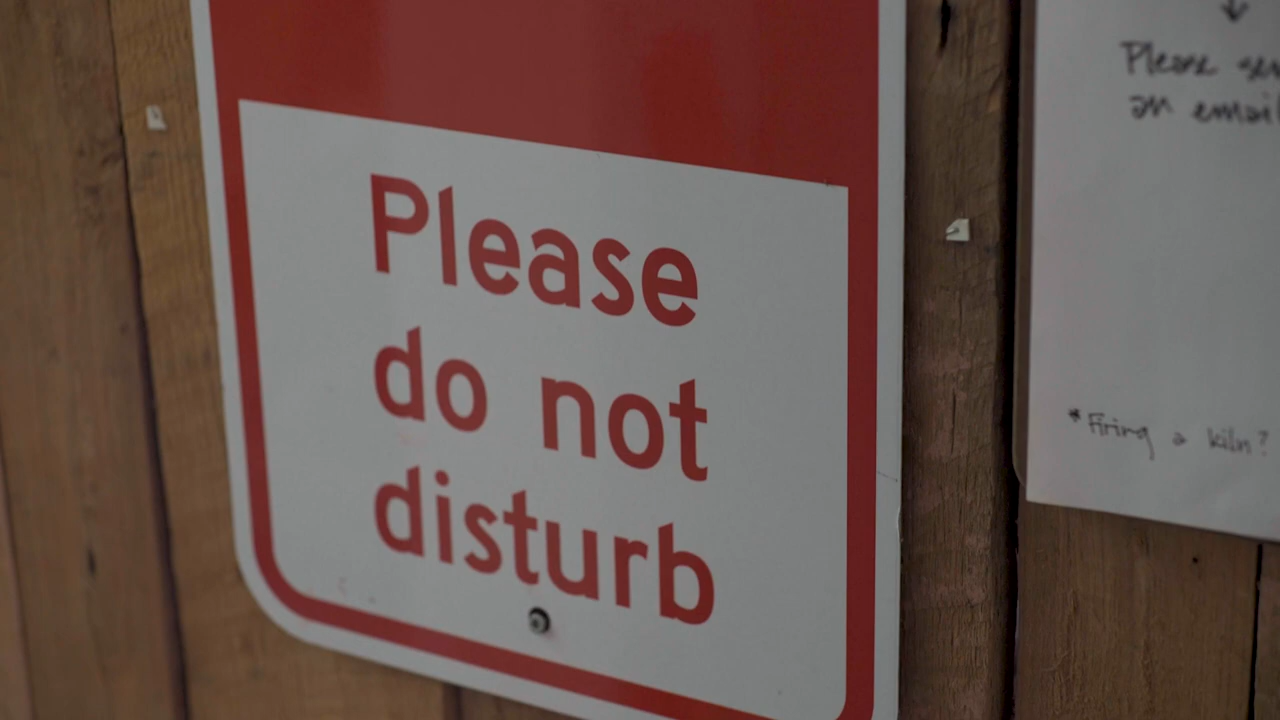 Please
do not
disturb
Please
an email
*Firing a kiln?